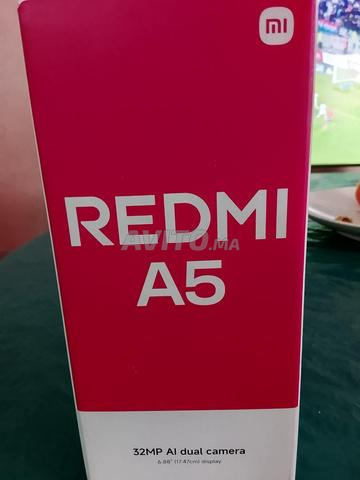 mi
REDMI
AVITO.MA
A5
32MP AI dual camera
6.88" (17.47cm) display